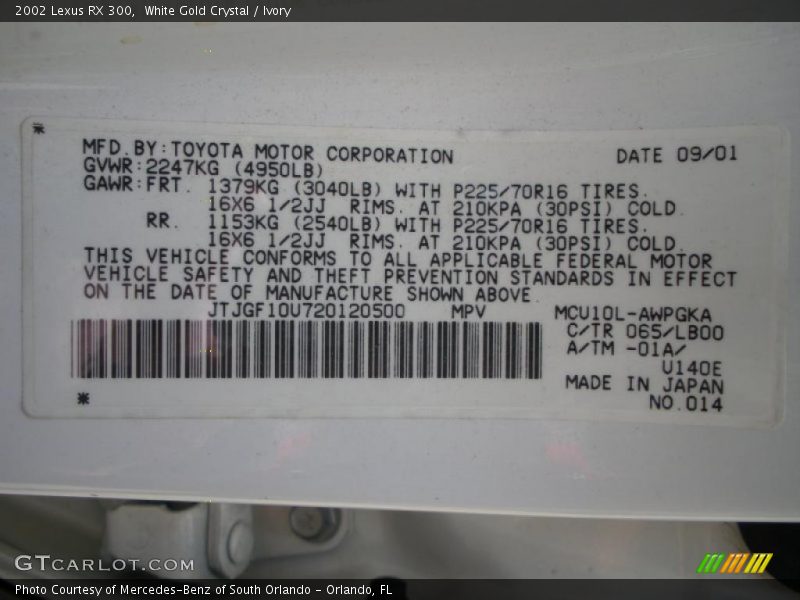 2002 Lexus RX 300, White Gold Crystal / Ivory
MFD.BY:TOYOTA MOTOR CORPORATION DATE 09/01
GVWR:2247KG (4950LB)
GAWR:FRT. 1379KG (3040LB) WITH P225/70R16 TIRES.
16X6 1/2JJ RIMS. AT 210KPA (30PSI) COLD.
RR. 1153KG (2540LB) WITH P225/70R16 TIRES.
16X6 1/2JJ RIMS. AT 210KPA (30PSI) COLD.
THIS VEHICLE CONFORMS TO ALL APPLICABLE FEDERAL MOTOR
VEHICLE SAFETY AND THEFT PREVENTION STANDARDS IN EFFECT
ON THE DATE OF MANUFACTURE SHOWN ABOVE
JTJGF10U720120500 MPV MCU10L-AWPGKA
C/TR 065/LB00
A/TM -01A/
U140E
MADE IN JAPAN
NO.014
GTCARLOT.COM
Photo Courtesy of Mercedes-Benz of South Orlando - Orlando, FL